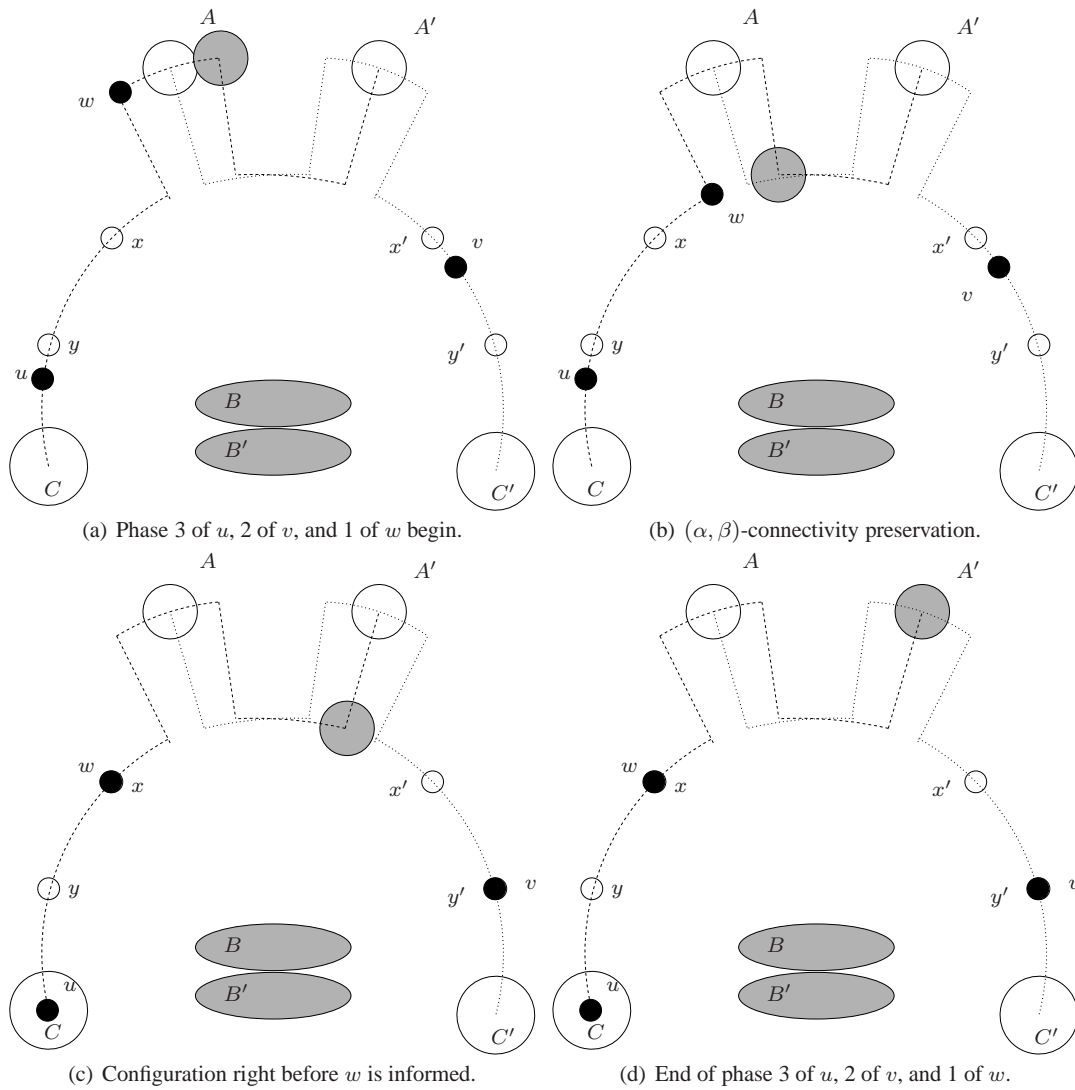 A
A′
w
x
x′
v
y
u
y′
B
B′
C
C′
(a) Phase 3 of u, 2 of v, and 1 of w begin.
A
A′
w
x
x′
v
y
u
y′
B
B′
C
C′
(b) (α, β)-connectivity preservation.
A
A′
w
x
x′
y
y′
v
B
u
B′
C
C′
(c) Configuration right before w is informed.
A
A′
w
x
x′
y
y′
v
B
u
B′
C
C′
(d) End of phase 3 of u, 2 of v, and 1 of w.